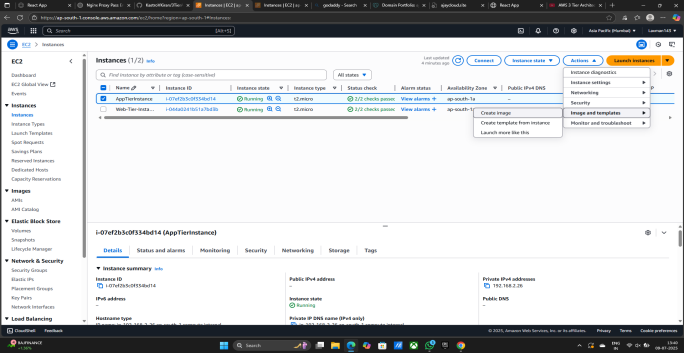 React App
Nginx Proxy Pass I
Instances | EC2 | ap
Instances | EC2 | ap
godaddy - Search
Domain Portfolio
ajaycloudz.site
React App
AWS 3 Tier Architect
https://ap-south-1.console.aws.amazon.com/ec2/home?region=ap-south-1#Instances:
aws
Search
[Alt+S]
Asia Pacific (Mumbai)
EC2 > Instances
EC2
Dashboard
EC2 Global View
Events
Instances
Instances
Instance Types
Launch Templates
Spot Requests
Savings Plans
Reserved Instances
Dedicated Hosts
Capacity Reservations
Images
AMIs
AMI Catalog
Elastic Block Store
Volumes
Snapshots
Lifecycle Manager
Network & Security
Security Groups
Elastic IPs
Placement Groups
Key Pairs
Network Interfaces
Load Balancing
Instances (1/2) Info
Last updated
4 minutes ago
Connect
Instance state
Actions
Launch instances
Find Instance by attribute or tag (case-sensitive)
All states
Name
Instance ID
Instance state
Instance type
Status check
Alarm status
Availability Zone
Public IPv4 DNS
AppTierInstance i-07ef2b3c0f334bd14 Running t2.micro 2/2 checks passed View alarms + ap-south-1a –
Web-Tier-Insta... Running t2.micro 2/2 checks passed View alarms + ap-south-1a
Instance diagnostics
Instance settings
Networking
Security
Image and templates
Monitor and troubleshoot
Create image
Create template from instance
Launch more like this
i-07ef2b3c0f334bd14 (AppTierInstance)
Details
Status and alarms
Monitoring
Security
Networking
Storage
Tags
Instance summary Info
Instance ID
i-07ef2b3c0f334bd14
Public IPv4 address
–
Private IPv4 addresses
192.168.2.26
IPv6 address
–
Instance state
Running
Public DNS
–
Hostname type
Private IP DNS name (IPv4 only)
CloudShell Feedback
© 2025, Amazon Web Services, Inc. or its affiliates. Privacy Terms Cookie preferences
Search
ENG
IN
13:40
09-07-2025